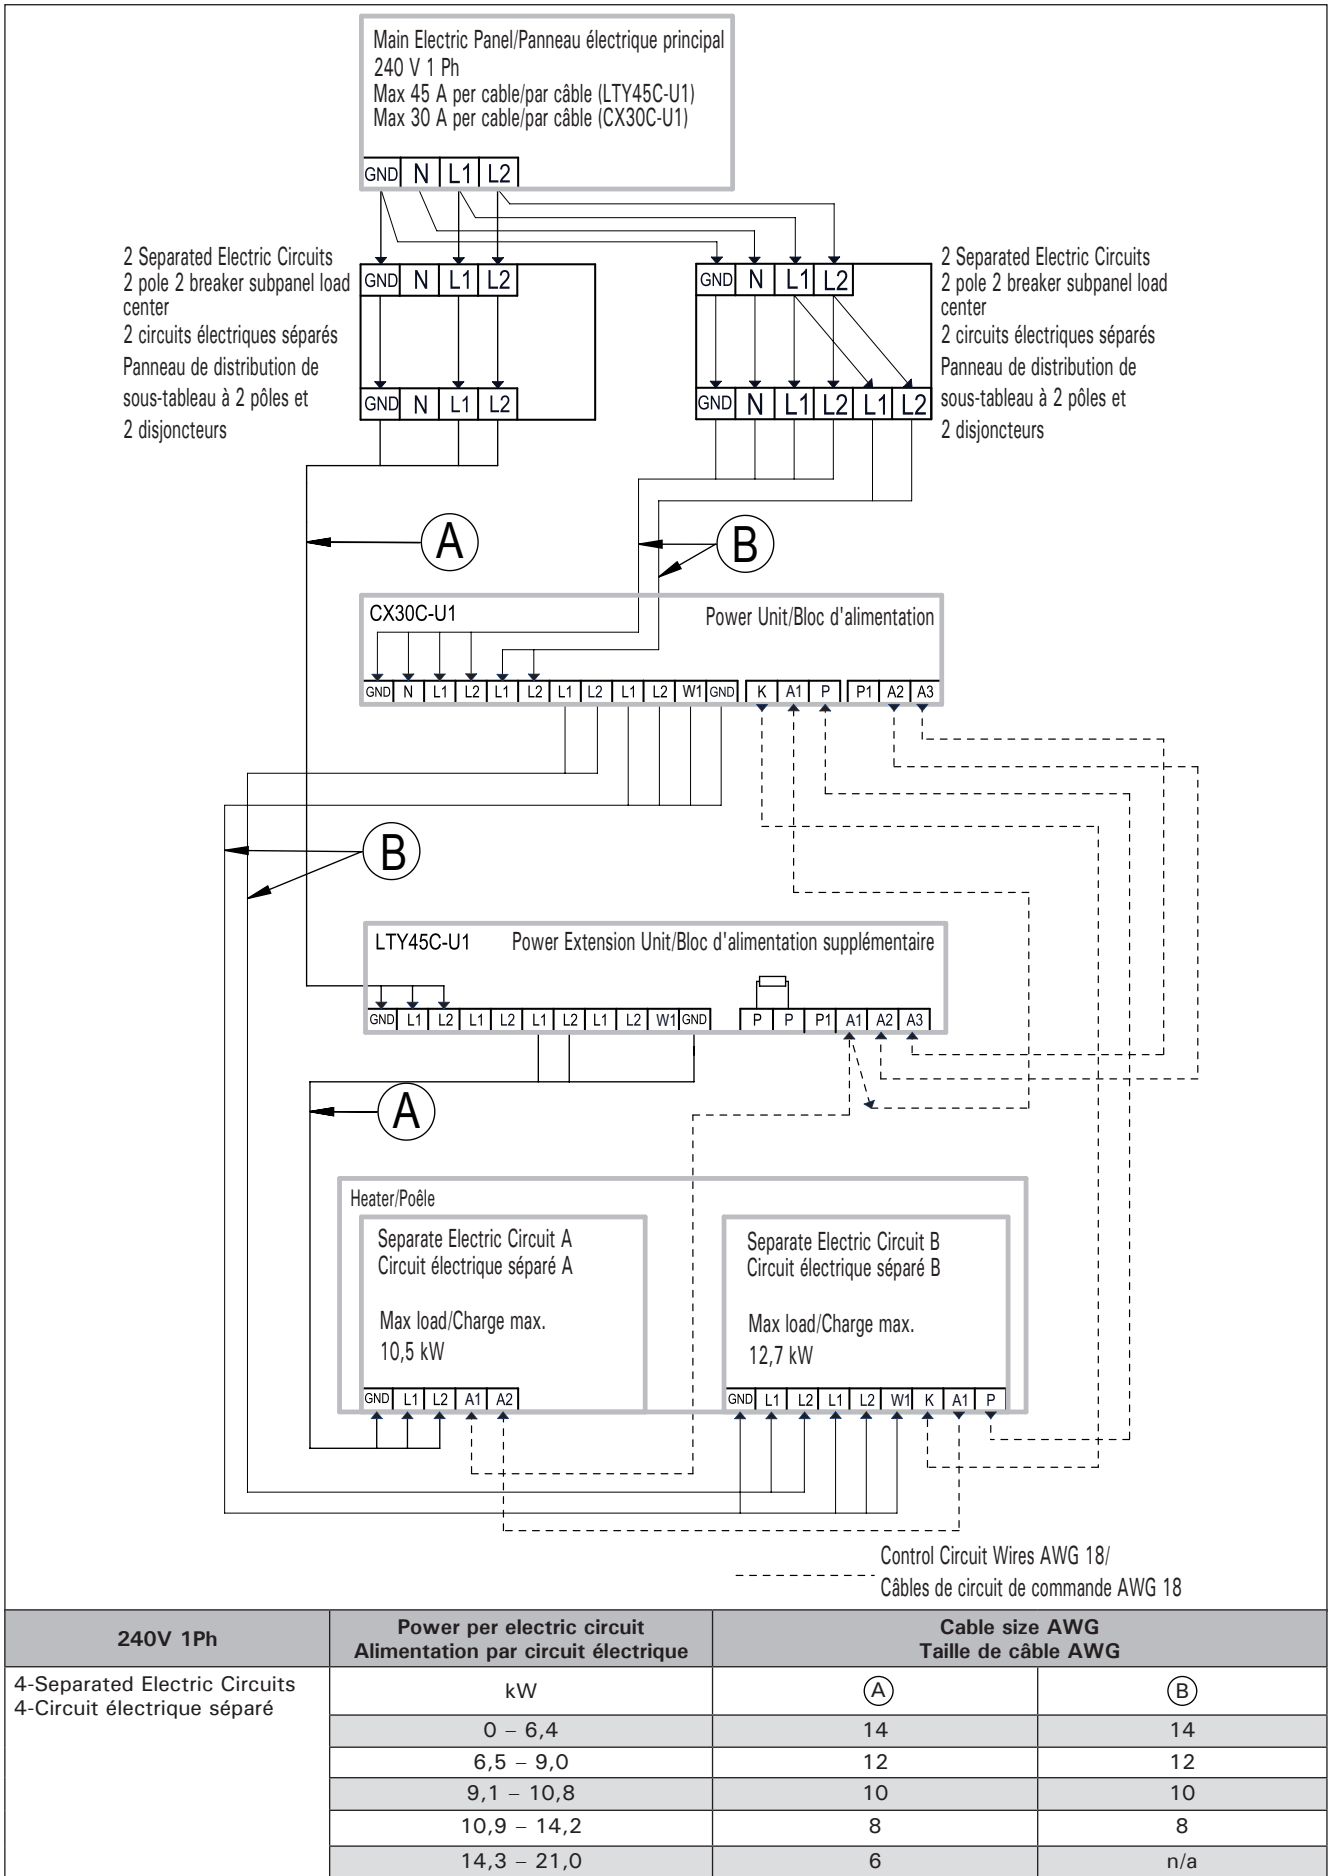 Main Electric Panel/Panneau électrique principal
240 V 1 Ph
Max 45 A per cable/par câble (LTY45C-U1)
Max 30 A per cable/par câble (CX30C-U1)
GND N L1 L2
2 Separated Electric Circuits
2 pole 2 breaker subpanel load
center
2 circuits électriques séparés
Panneau de distribution de
sous-tableau à 2 pôles et
2 disjoncteurs
GND N L1 L2
GND N L1 L2
GND N L1 L2
GND N L1 L2 L1 L2
2 Separated Electric Circuits
2 pole 2 breaker subpanel load
center
2 circuits électriques séparés
Panneau de distribution de
sous-tableau à 2 pôles et
2 disjoncteurs
A
B
CX30C-U1 Power Unit/Bloc d'alimentation
GND N L1 L2 L1 L2 L1 L2 L1 L2 W1 GND K A1 P P1 A2 A3
B
LTY45C-U1 Power Extension Unit/Bloc d'alimentation supplémentaire
GND L1 L2 L1 L2 L1 L2 L1 L2 W1 GND P P P1 A1 A2 A3
A
Heater/Poêle
Separate Electric Circuit A
Circuit électrique séparé A
Max load/Charge max.
10,5 kW
GND L1 L2 A1 A2
Separate Electric Circuit B
Circuit électrique séparé B
Max load/Charge max.
12,7 kW
GND L1 L2 L1 L2 W1 K A1 P
Control Circuit Wires AWG 18/
Câbles de circuit de commande AWG 18
240V 1Ph Power per electric circuit Cable size AWG
Alimentation par circuit électrique Taille de câble AWG
4-Separated Electric Circuits
4-Circuit électrique séparé
kW A B
0 – 6,4 14 14
6,5 – 9,0 12 12
9,1 – 10,8 10 10
10,9 – 14,2 8 8
14,3 – 21,0 6 n/a